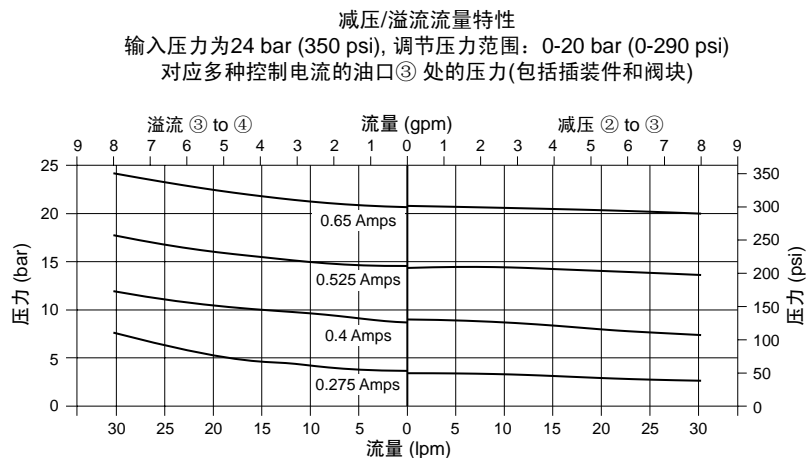 减压/溢流流量特性
输入压力为24 bar (350 psi), 调节压力范围：0-20 bar (0-290 psi)
对应多种控制电流的油口③ 处的压力(包括插装件和阀块)
溢流 ③ to ④ 流量 (gpm) 减压 ② to ③
9 8 7 6 5 4 3 2 1 0 1 2 3 4 5 6 7 8 9
25
20
15
10
5
0
压力 (bar)
0.65 Amps
0.525 Amps
0.4 Amps
0.275 Amps
350
300
250
200
150
100
50
0
压力 (psi)
30 25 20 15 10 5 0 5 10 15 20 25 30
流量 (lpm)